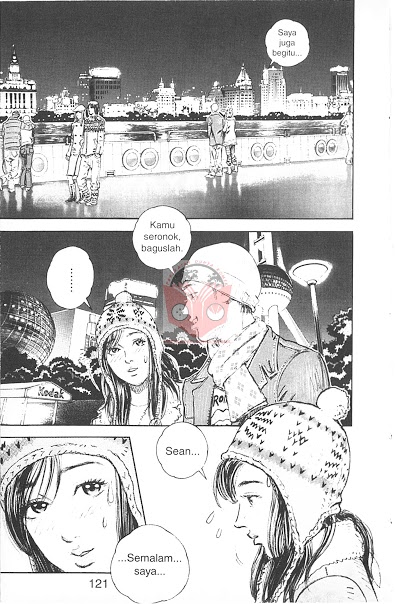 Saya
juga
begitu...
Kamu
seronok,
baguslah.
......
Kodak
Sean...
...Semalam...
saya...
121